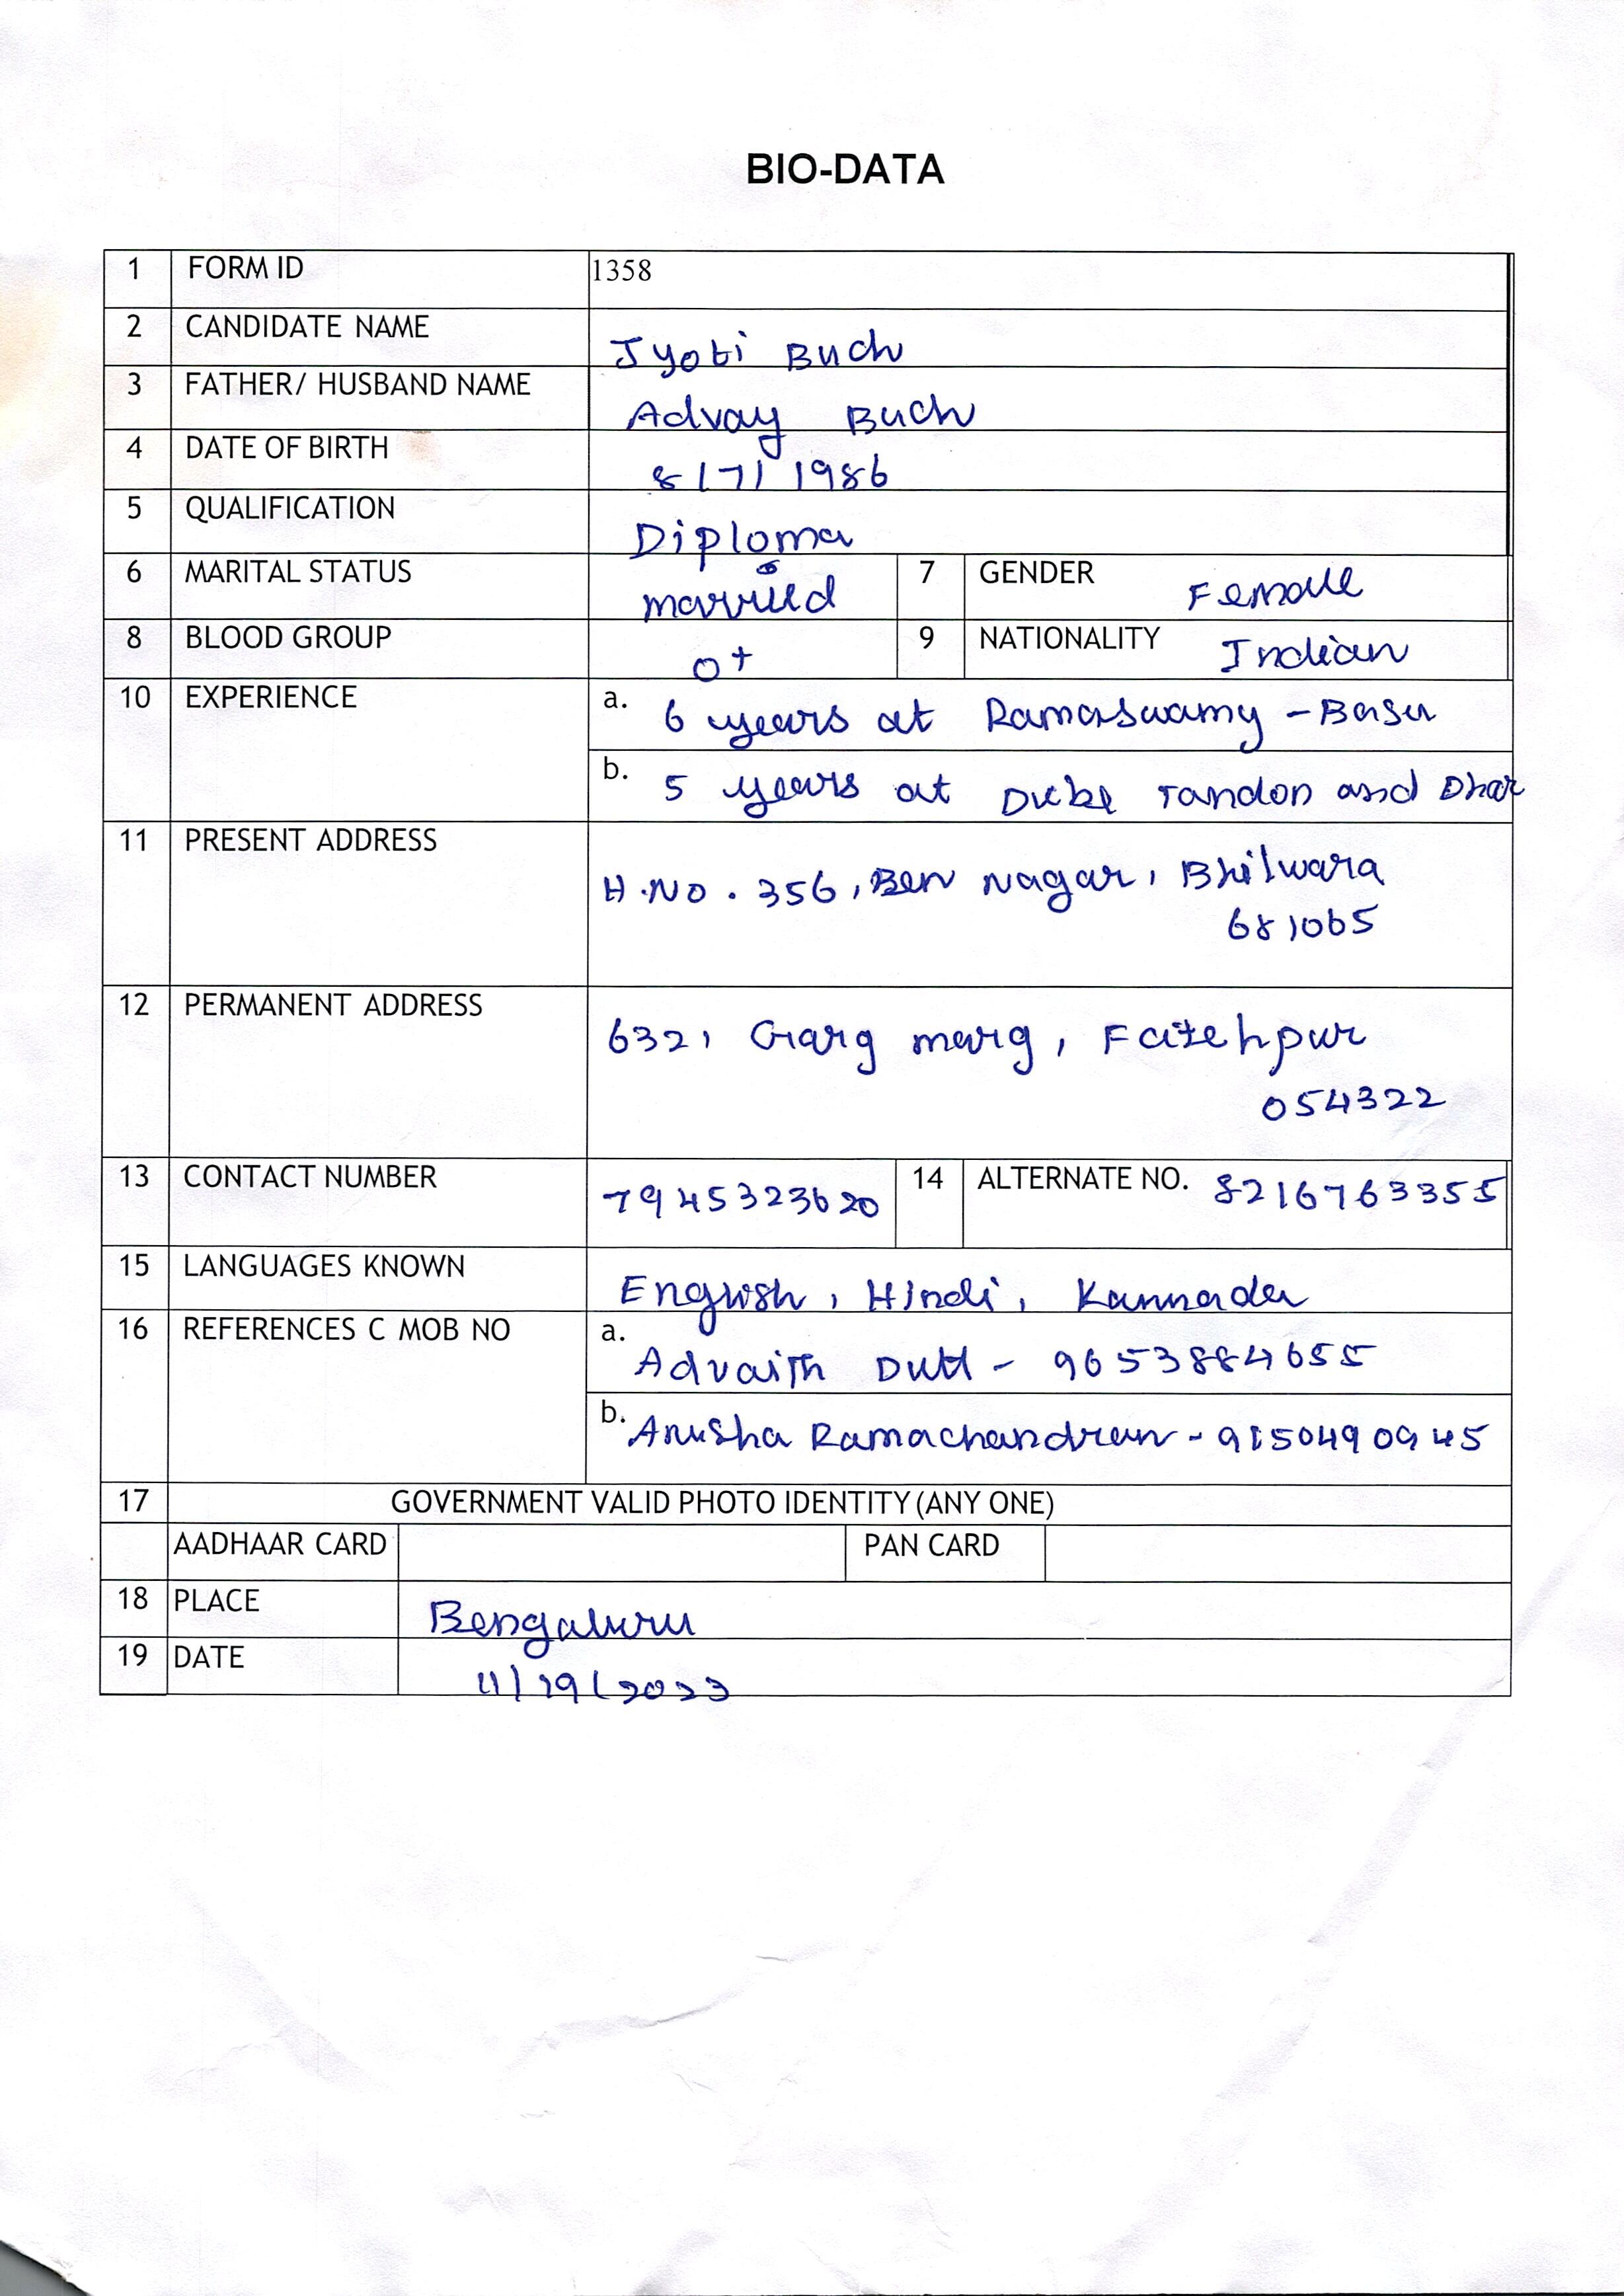 BIO-DATA
1 FORM ID 1358
2 CANDIDATE NAME Jyoti Buch
3 FATHER/ HUSBAND NAME Advay Buch
4 DATE OF BIRTH 8/7/1986
5 QUALIFICATION Diploma
6 MARITAL STATUS married 7 GENDER Female
8 BLOOD GROUP O+ 9 NATIONALITY Indian
10 EXPERIENCE a. 6 years at Ramaswamy - Basu
b. 5 years at Dube Tandon and Dhar
11 PRESENT ADDRESS
H.No. 356, Ben Nagar, Bhilwara
681065
12 PERMANENT ADDRESS
632, Garg marg, Fatehpur
054322
13 CONTACT NUMBER 7945323620 14 ALTERNATE NO. 8216763355
15 LANGUAGES KNOWN English, Hindi, Kannada
16 REFERENCES C MOB NO a. Advaith Dutt - 9653884655
b. Anusha Ramachandran - 9150490945
17 GOVERNMENT VALID PHOTO IDENTITY (ANY ONE)
AADHAAR CARD PAN CARD
18 PLACE Bengaluru
19 DATE 11/29/2023